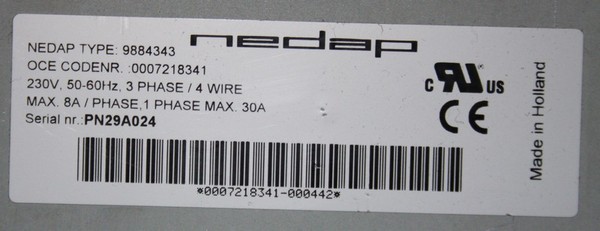 nedap
NEDAP TYPE: 9884343
OCE CODENR. :0007218341
230V, 50-60Hz, 3 PHASE / 4 WIRE
MAX. 8A / PHASE,1 PHASE MAX. 30A
Serial nr.:PN29A024
C RU US
CE
Made in Holland
*0007218341-000442*